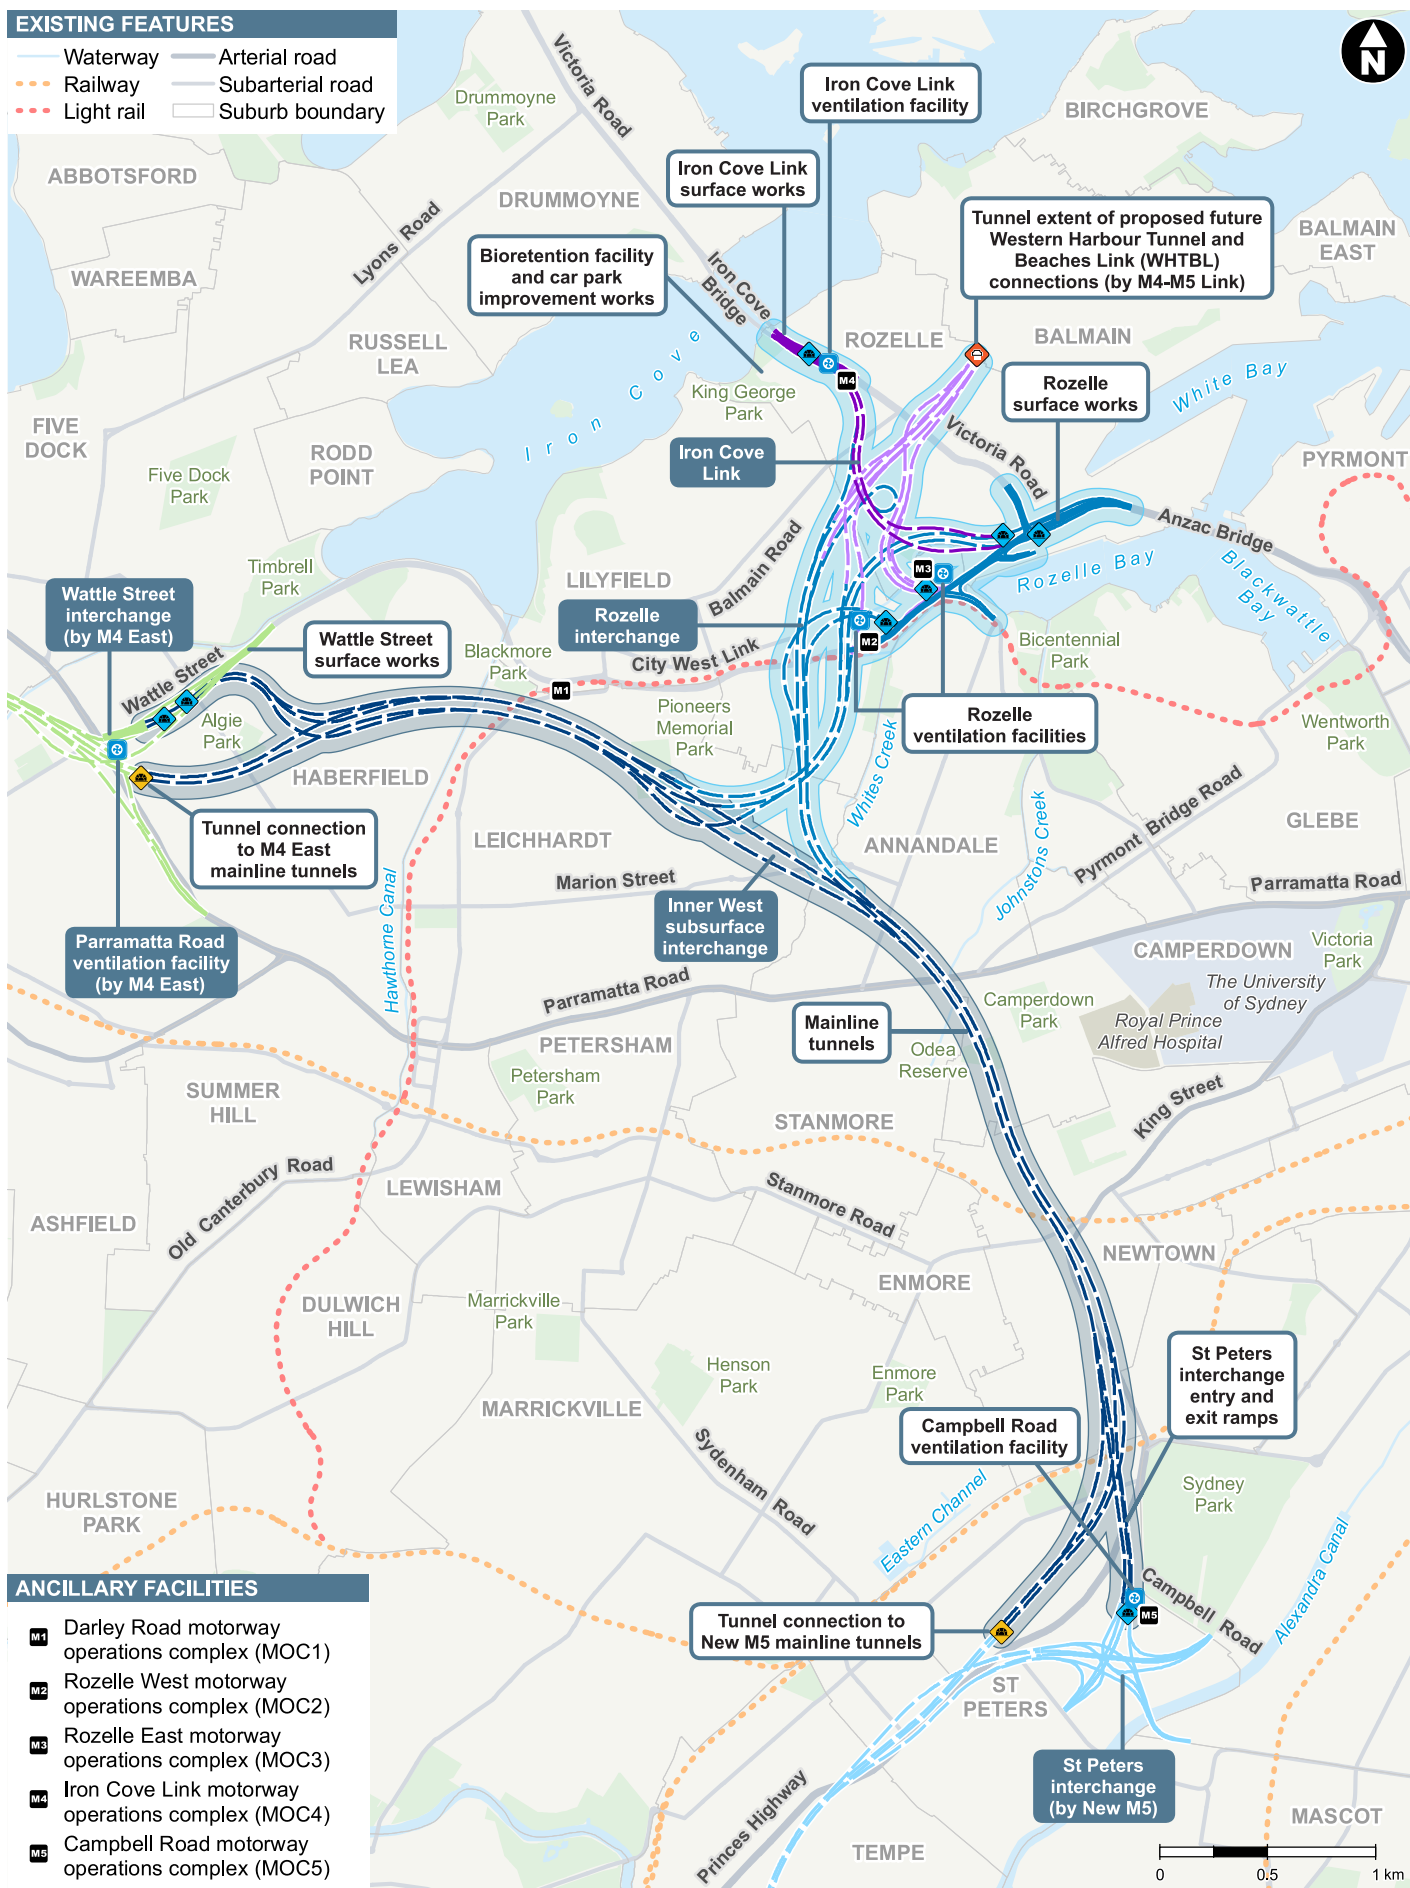 EXISTING FEATURES
Waterway
Railway
Light rail
Arterial road
Subarterial road
Suburb boundary
N
Victoria Road
Drummoyne
Park
Iron Cove Link
ventilation facility
BIRCHGROVE
ABBOTSFORD
Iron Cove Link
surface works
DRUMMOYNE
Tunnel extent of proposed future
Western Harbour Tunnel and
Beaches Link (WHTBL)
connections (by M4-M5 Link)
BALMAIN
EAST
Lyons Road
WAREEMBA
Bioretention facility
and car park
improvement works
Iron Cove
Bridge
RUSSELL
LEA
ROZELLE
BALMAIN
White Bay
Iron Cove
M4
King George
Park
Rozelle
surface works
FIVE
DOCK
RODD
POINT
Five Dock
Park
Iron Cove
Link
Victoria Road
PYRMONT
Anzac Bridge
Timbrell
Park
LILYFIELD
Balmain Road
M3
Rozelle Bay
Blackwattle
Bay
Wattle Street
interchange
(by M4 East)
Wattle Street
surface works
Rozelle
interchange
M2
Blackmore
Park
City West Link
Bicentennial
Park
Wattle Street
M1
Algie
Park
Pioneers
Memorial
Park
Rozelle
ventilation facilities
Wentworth
Park
HABERFIELD
Whites Creek
Johnstons Creek
Pyrmont Bridge Road
GLEBE
Tunnel connection
to M4 East
mainline tunnels
LEICHHARDT
ANNANDALE
Marion Street
Parramatta Road
Hawthorne Canal
Inner West
subsurface
interchange
Parramatta Road
ventilation facility
(by M4 East)
CAMPERDOWN
Victoria
Park
The University
of Sydney
Parramatta Road
Camperdown
Park
Royal Prince
Alfred Hospital
Mainline
tunnels
Odea
Reserve
PETERSHAM
Petersham
Park
SUMMER
HILL
STANMORE
King Street
Old Canterbury Road
LEWISHAM
Stanmore Road
ASHFIELD
NEWTOWN
ENMORE
DULWICH
HILL
Marrickville
Park
Henson
Park
Enmore
Park
St Peters
interchange
entry and
exit ramps
MARRICKVILLE
Campbell Road
ventilation facility
Sydenham Road
Sydney
Park
HURLSTONE
PARK
Eastern Channel
Alexandra Canal
Campbell Road
M5
Tunnel connection to
New M5 mainline tunnels
ST
PETERS
St Peters
interchange
(by New M5)
Princes Highway
MASCOT
TEMPE
ANCILLARY FACILITIES
M1 Darley Road motorway
operations complex (MOC1)
M2 Rozelle West motorway
operations complex (MOC2)
M3 Rozelle East motorway
operations complex (MOC3)
M4 Iron Cove Link motorway
operations complex (MOC4)
M5 Campbell Road motorway
operations complex (MOC5)
0 0.5 1 km